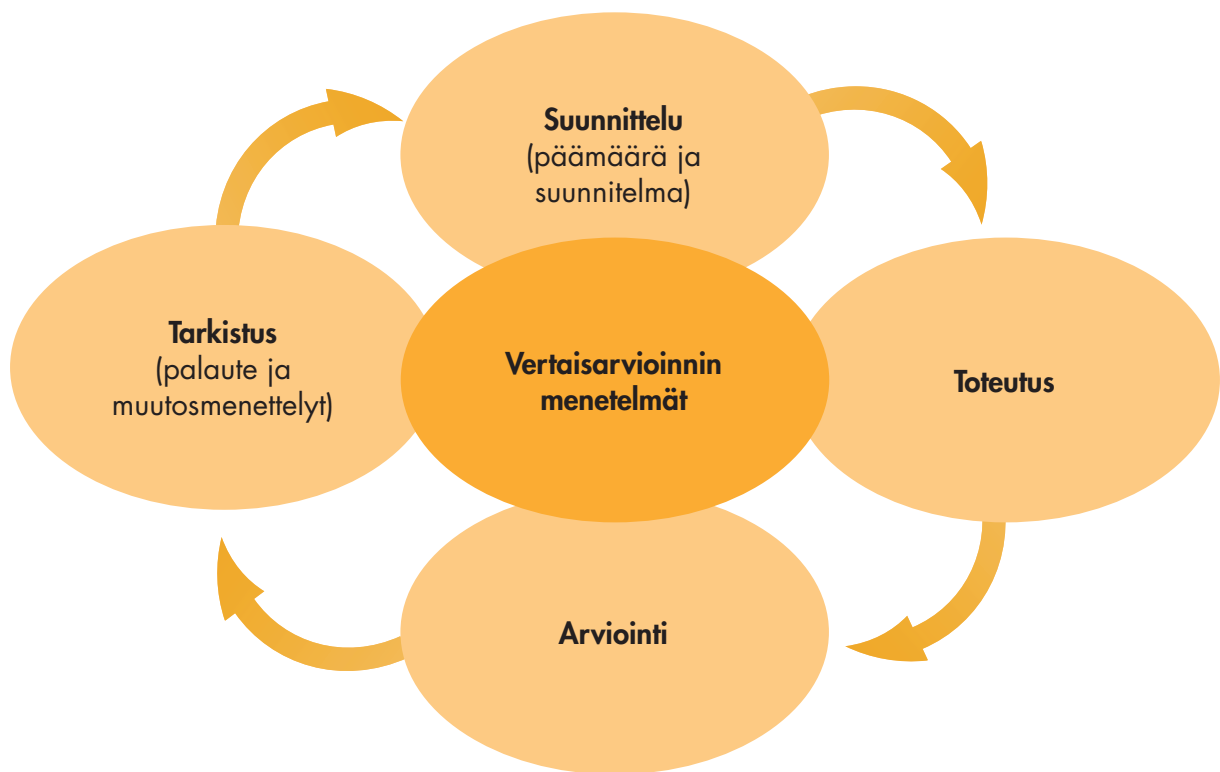 Suunnittelu
(päämäärä ja
suunnitelma)
Tarkistus
(palaute ja
muutosmenettelyt)
Vertaisarvioinnin
menetelmät
Toteutus
Arviointi